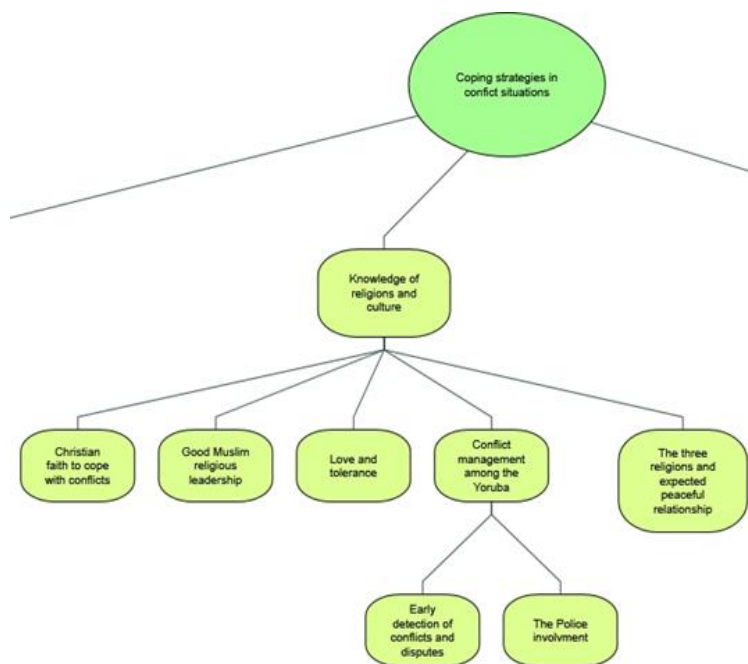 Coping strategies in
confict situations
Knowledge of
religions and
culture
Christian
faith to cope
with conflicts
Good Muslim
religious
leadership
Love and
tolerance
Conflict
management
among the
Yoruba
The three
religions and
expected
peaceful
relationship
Early
detection of
conflicts and
disputes
The Police
involvment